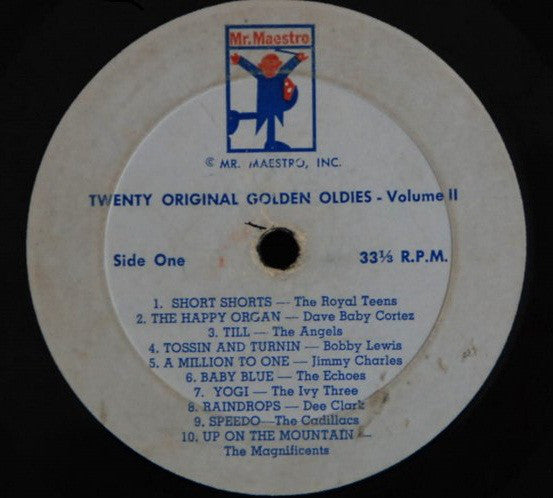 Mr. Maestro
© MR. MAESTRO, INC.
TWENTY ORIGINAL GOLDEN OLDIES - Volume II
Side One 33⅓ R.P.M.
1. SHORT SHORTS — The Royal Teens
2. THE HAPPY ORGAN — Dave Baby Cortez
3. TILL — The Angels
4. TOSSIN AND TURNIN — Bobby Lewis
5. A MILLION TO ONE — Jimmy Charles
6. BABY BLUE — The Echoes
7. YOGI — The Ivy Three
8. RAINDROPS — Dee Clark
9. SPEEDO—The Cadillacs
10. UP ON THE MOUNTAIN —
The Magnificents